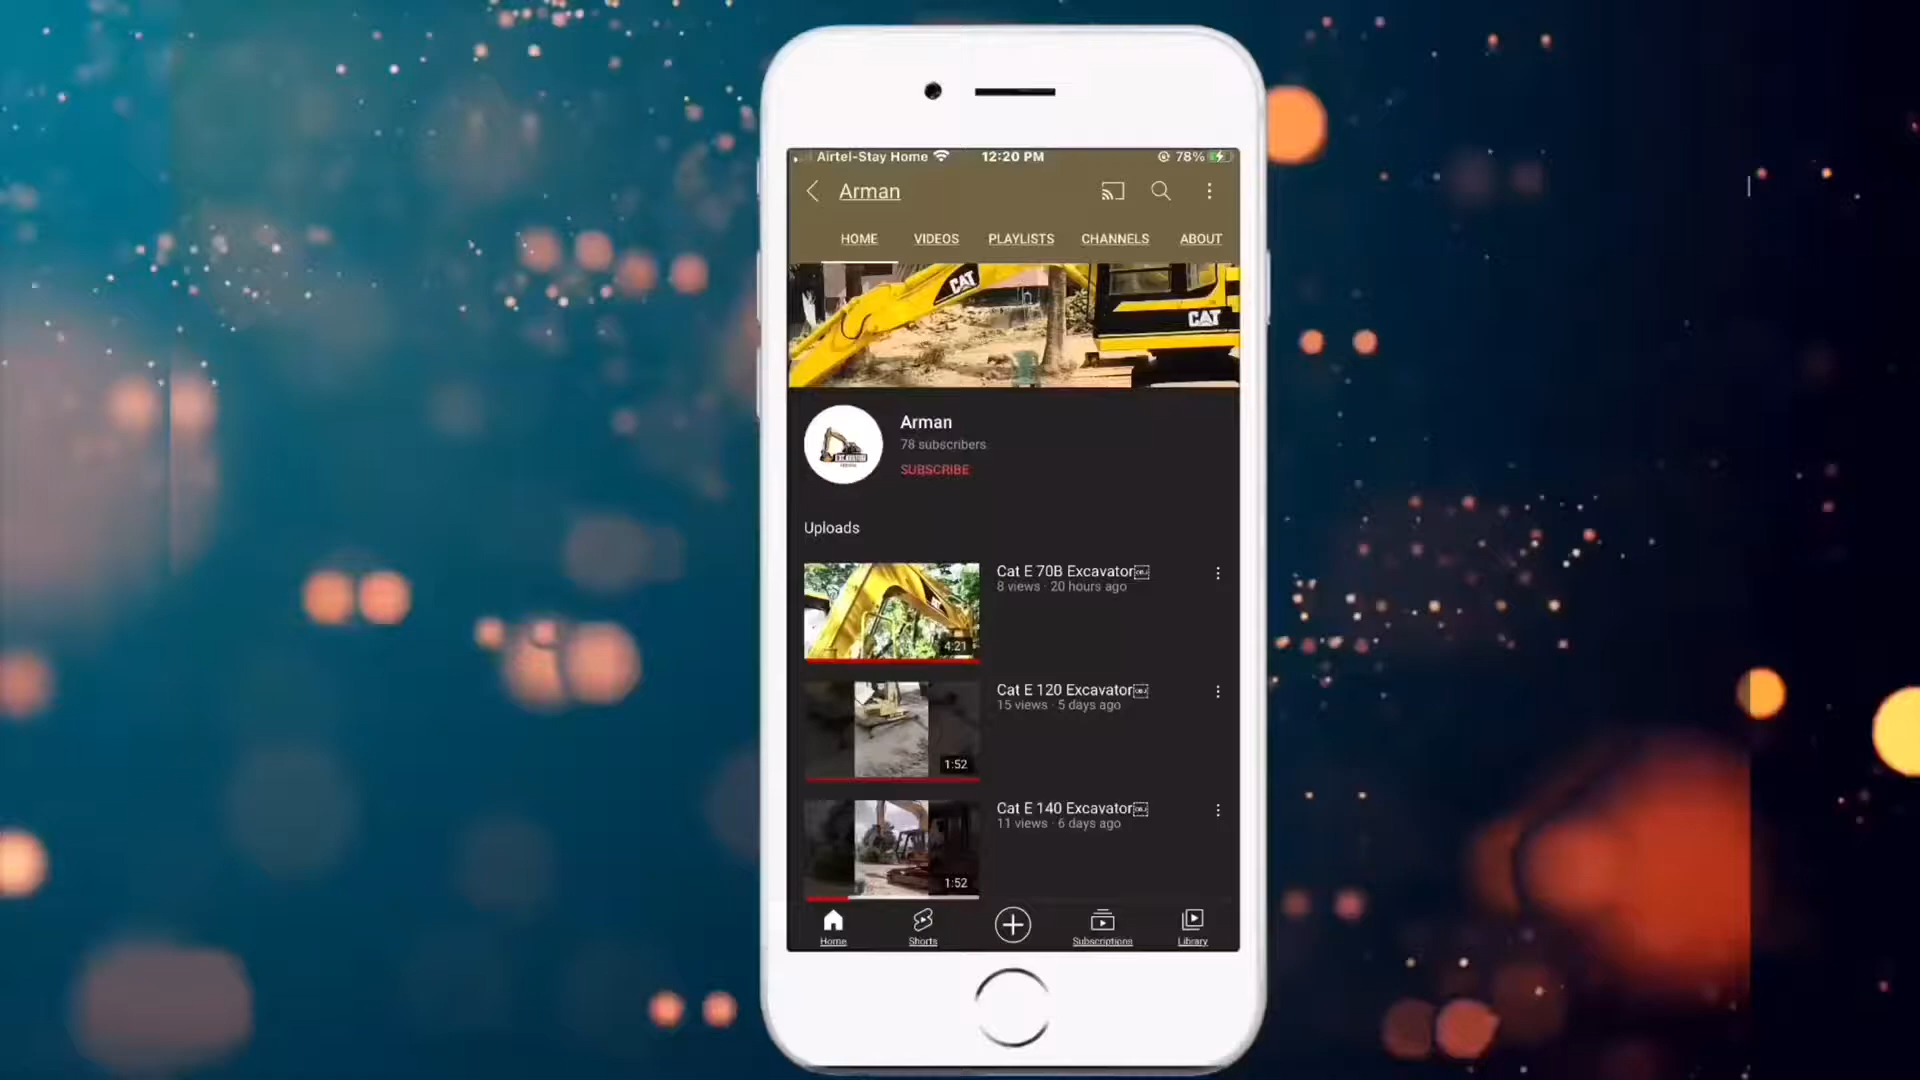 Airtel-Stay Home 12:20 PM 78%
Arman
HOME VIDEOS PLAYLISTS CHANNELS ABOUT
CAT
CAT
Arman
78 subscribers
SUBSCRIBE
EXCAVATOR
Uploads
Cat E 70B Excavator
8 views · 20 hours ago
4:21
Cat E 120 Excavator
15 views · 5 days ago
1:52
Cat E 140 Excavator
11 views · 6 days ago
1:52
Home Shorts Subscriptions Library